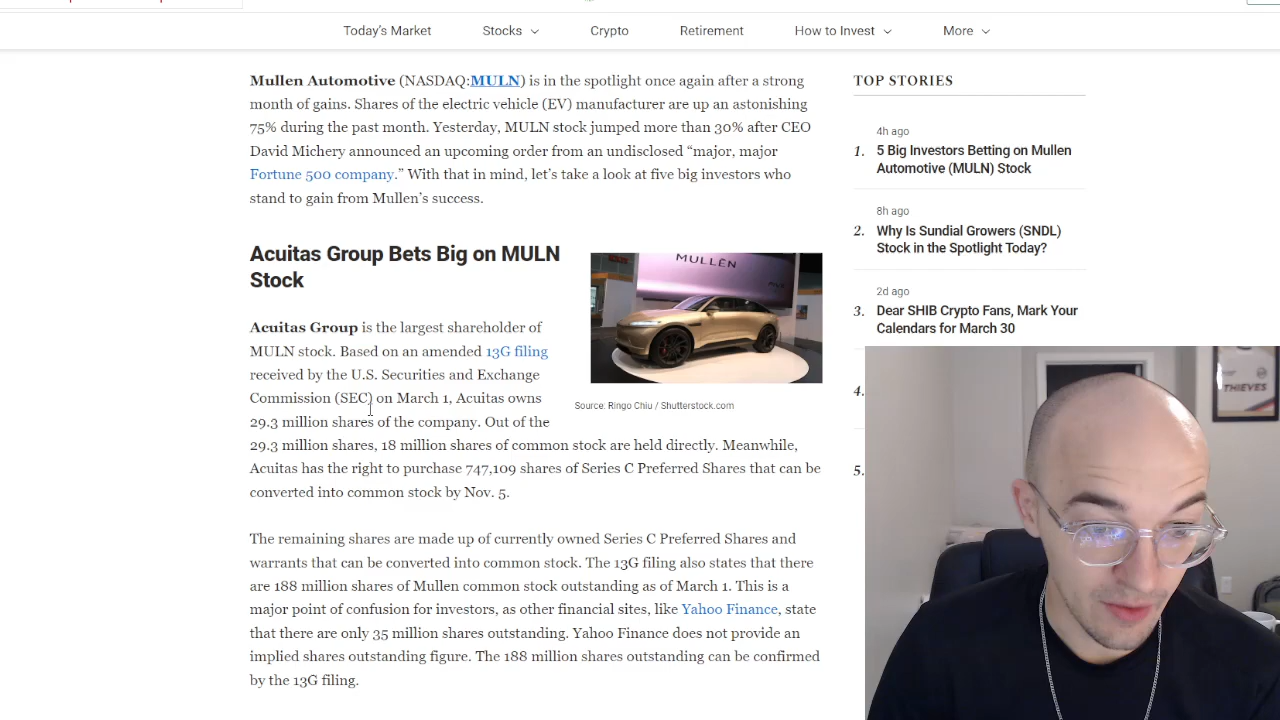 Today's Market
Stocks
Crypto
Retirement
How to Invest
More
Mullen Automotive (NASDAQ:MULN) is in the spotlight once again after a strong
month of gains. Shares of the electric vehicle (EV) manufacturer are up an astonishing
75% during the past month. Yesterday, MULN stock jumped more than 30% after CEO
David Michery announced an upcoming order from an undisclosed “major, major
Fortune 500 company.” With that in mind, let’s take a look at five big investors who
stand to gain from Mullen’s success.
Acuitas Group Bets Big on MULN
Stock
MULLEN
Source: Ringo Chiu / Shutterstock.com
Acuitas Group is the largest shareholder of
MULN stock. Based on an amended 13G filing
received by the U.S. Securities and Exchange
Commission (SEC) on March 1, Acuitas owns
29.3 million shares of the company. Out of the
29.3 million shares, 18 million shares of common stock are held directly. Meanwhile,
Acuitas has the right to purchase 747,109 shares of Series C Preferred Shares that can be
converted into common stock by Nov. 5.
The remaining shares are made up of currently owned Series C Preferred Shares and
warrants that can be converted into common stock. The 13G filing also states that there
are 188 million shares of Mullen common stock outstanding as of March 1. This is a
major point of confusion for investors, as other financial sites, like Yahoo Finance, state
that there are only 35 million shares outstanding. Yahoo Finance does not provide an
implied shares outstanding figure. The 188 million shares outstanding can be confirmed
by the 13G filing.
TOP STORIES
4h ago
1. 5 Big Investors Betting on Mullen
Automotive (MULN) Stock
8h ago
2. Why Is Sundial Growers (SNDL)
Stock in the Spotlight Today?
2d ago
3. Dear SHIB Crypto Fans, Mark Your
Calendars for March 30
4.
5.
THIEVES